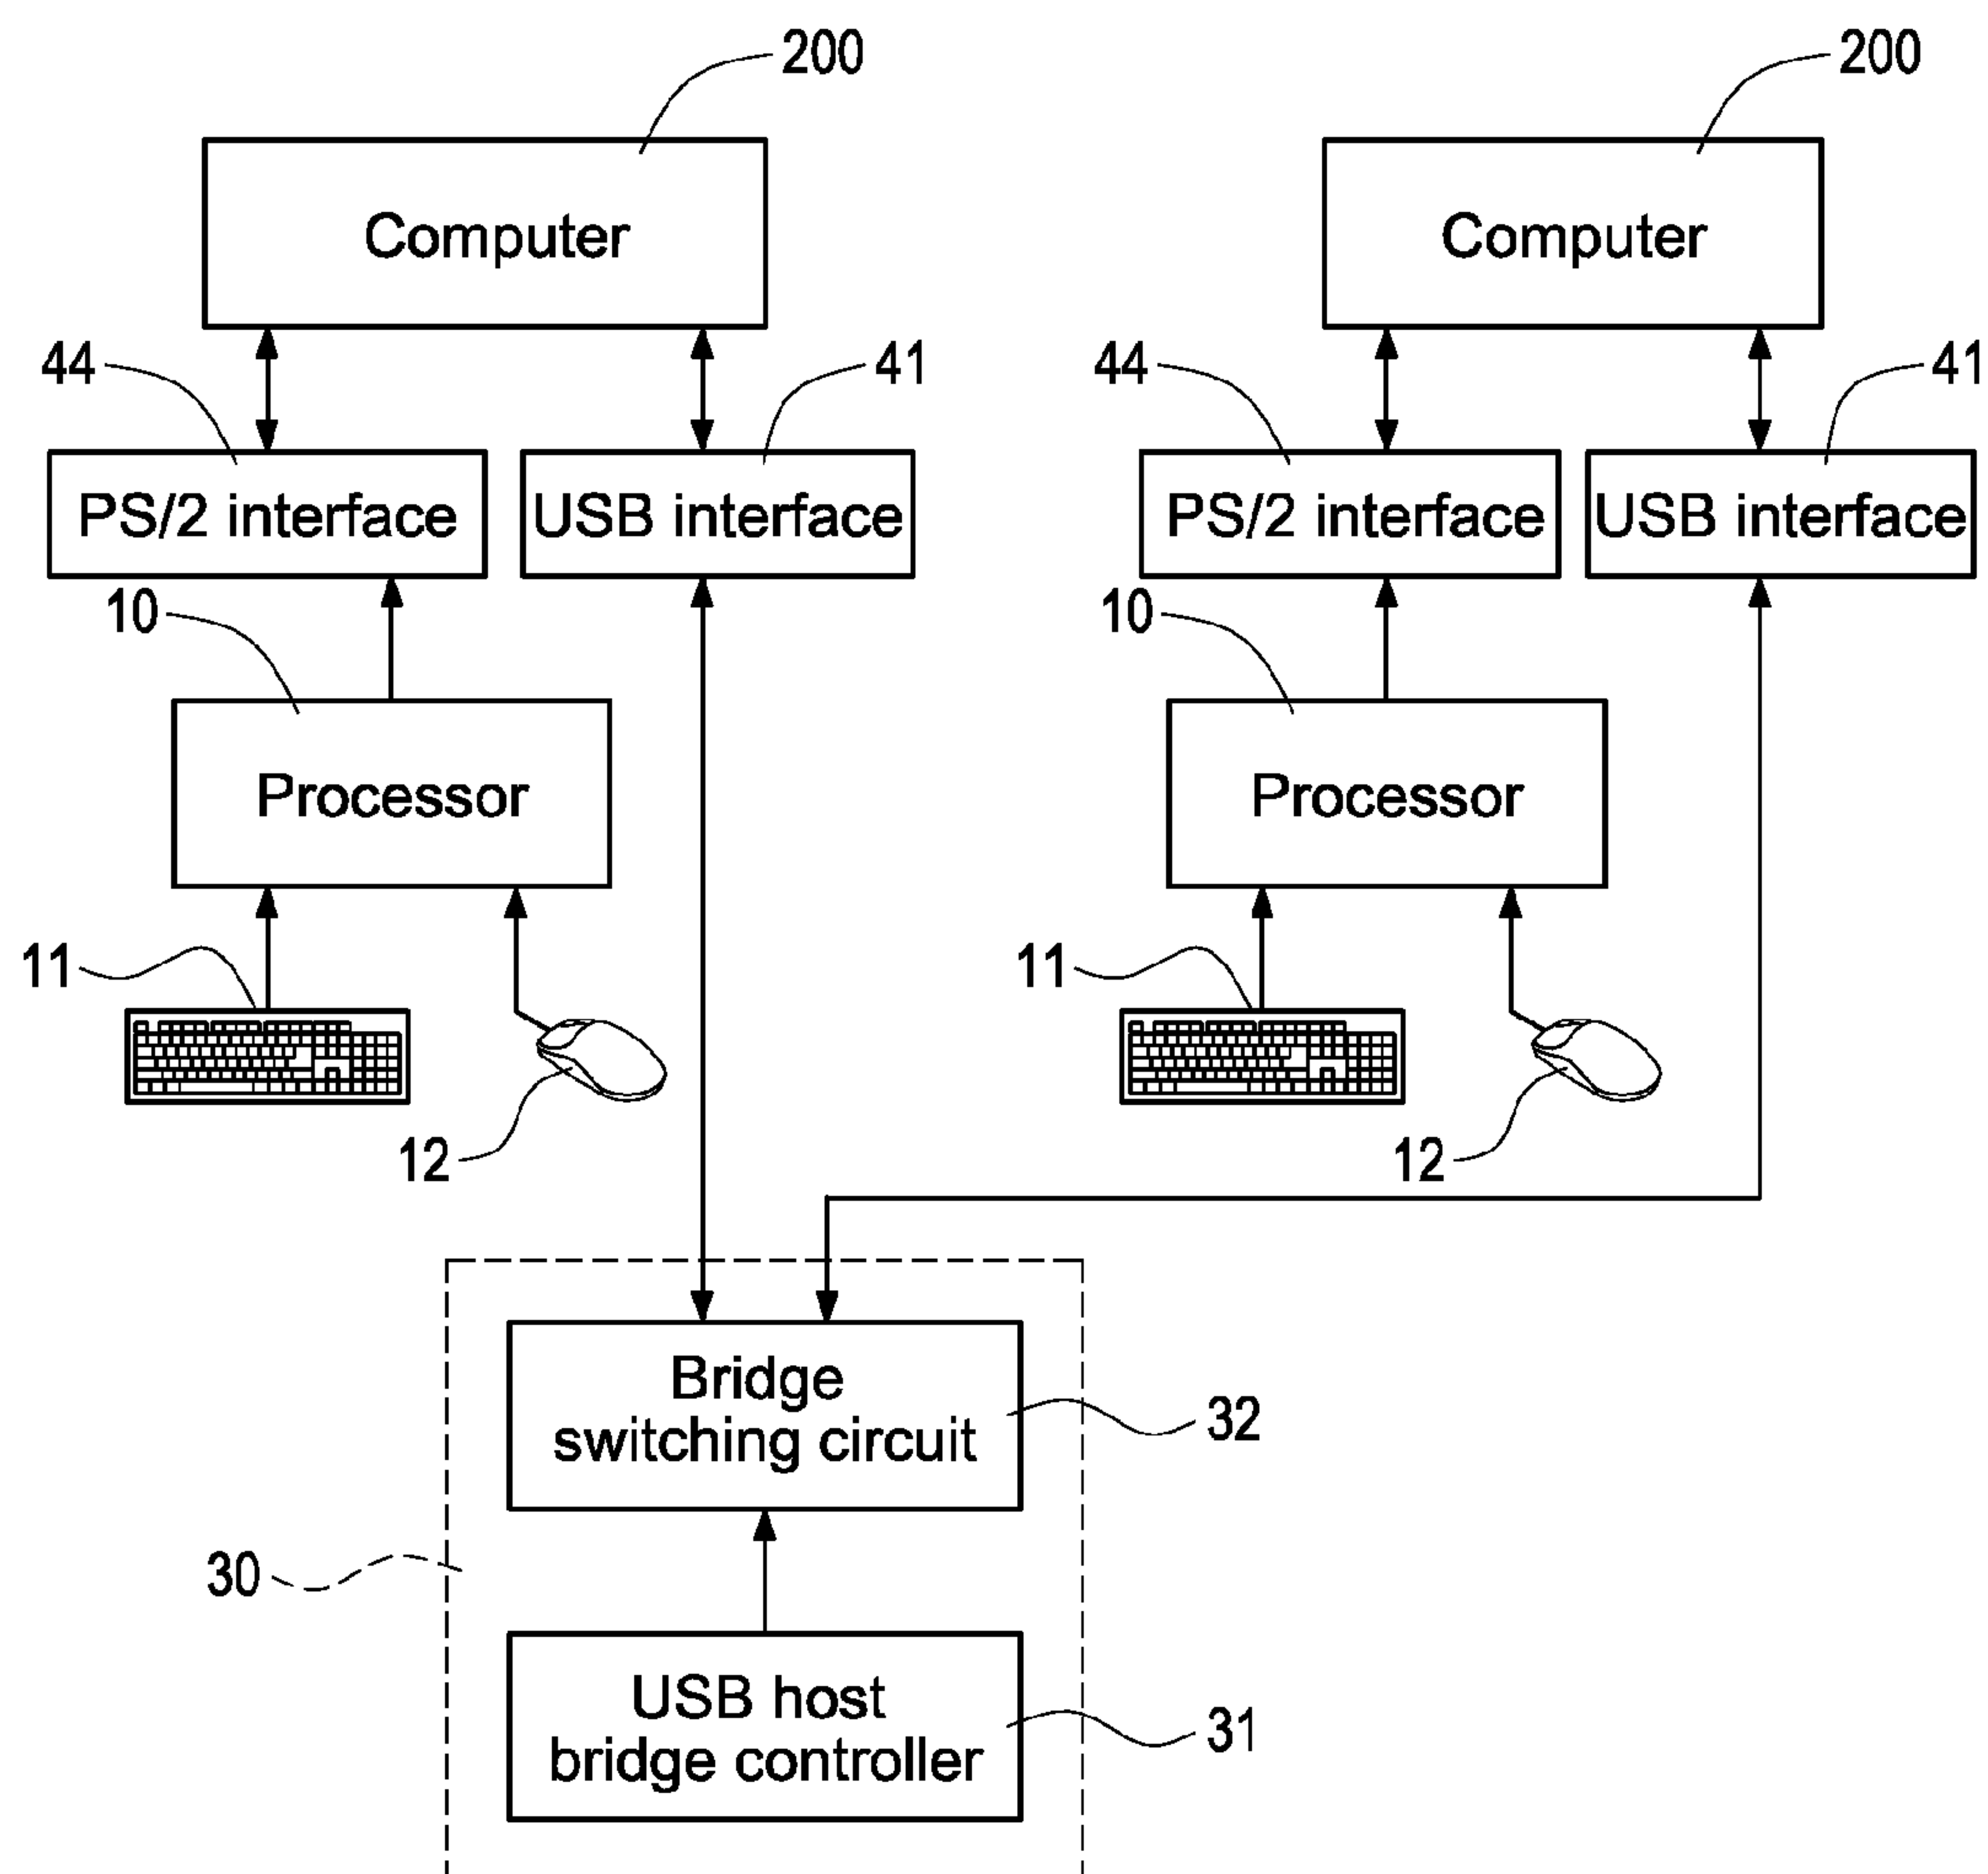 200
200
Computer
Computer
44
41
44
41
PS/2 interface
USB interface
PS/2 interface
USB interface
10
10
Processor
Processor
11
11
12
12
Bridge
switching circuit
32
30
USB host
bridge controller
31